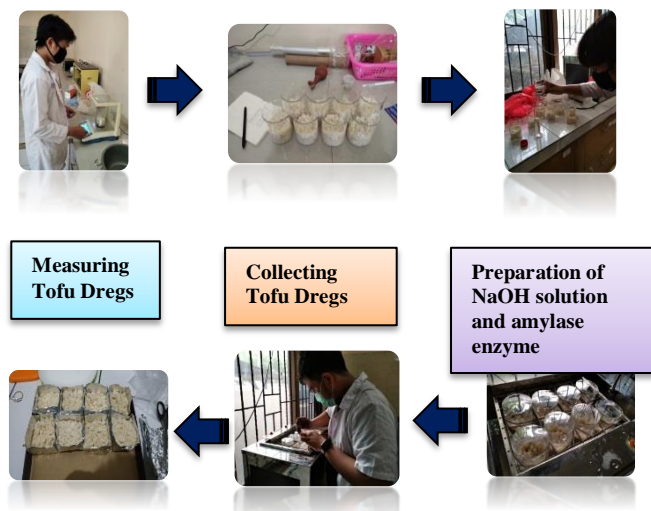 Measuring
Tofu Dregs
Collecting
Tofu Dregs
Preparation of
NaOH solution
and amylase
enzyme